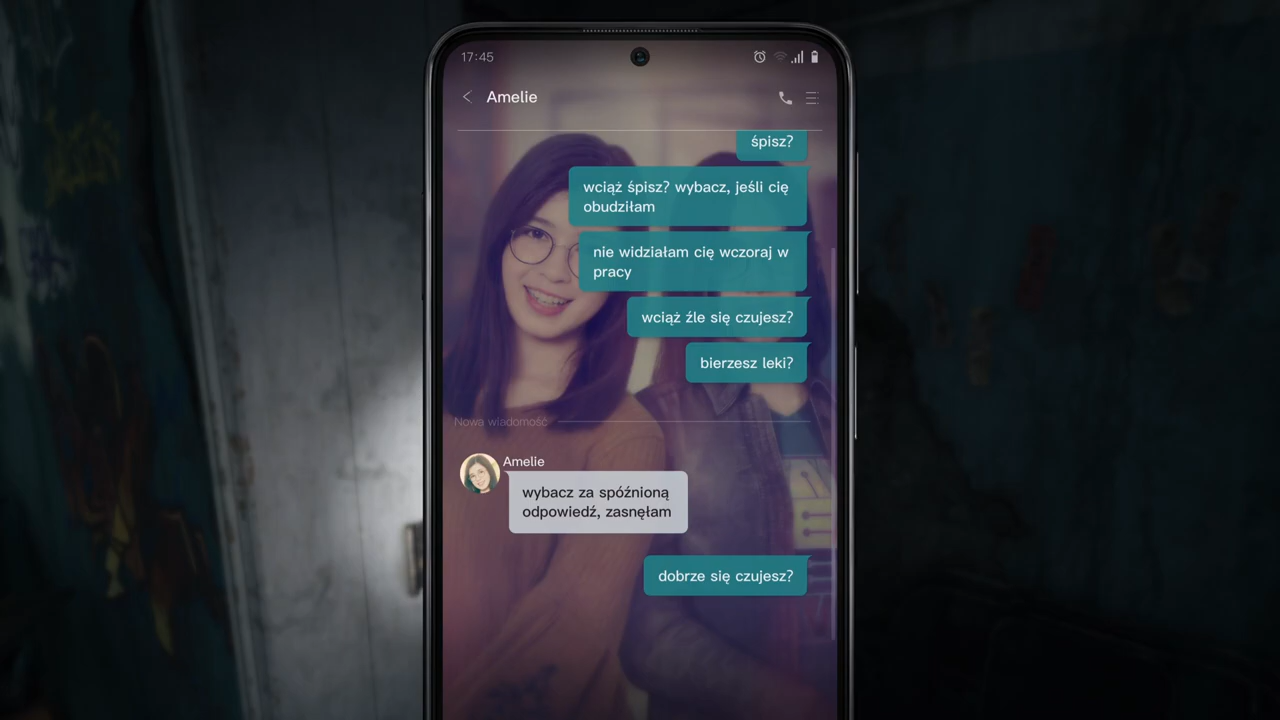 17:45
Amelie
śpisz?
wciąż śpisz? wybacz, jeśli cię
obudziłam
nie widziałam cię wczoraj w
pracy
wciąż źle się czujesz?
bierzesz leki?
Nowa wiadomość
Amelie
wybacz za spóźnioną
odpowiedź, zasnęłam
dobrze się czujesz?